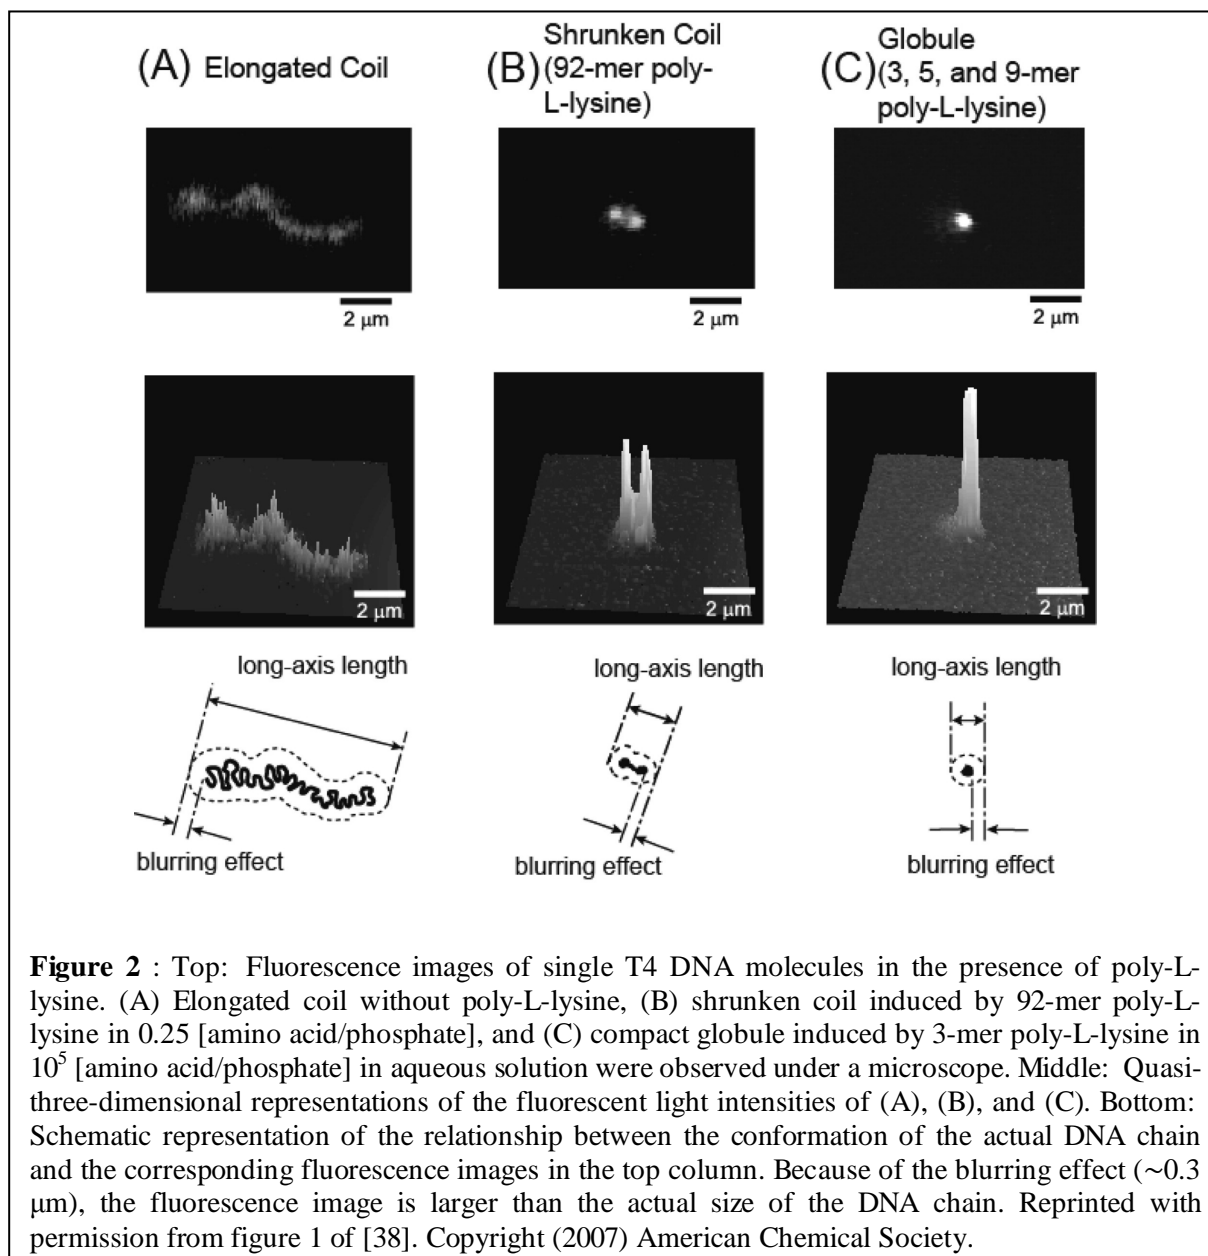 (A) Elongated Coil
(B) Shrunken Coil
(92-mer poly-
L-lysine)
(C) Globule
(3, 5, and 9-mer
poly-L-lysine)
2 μm
2 μm
2 μm
2 μm
2 μm
2 μm
long-axis length
long-axis length
long-axis length
blurring effect
blurring effect
blurring effect
Figure 2 : Top: Fluorescence images of single T4 DNA molecules in the presence of poly-L-
lysine. (A) Elongated coil without poly-L-lysine, (B) shrunken coil induced by 92-mer poly-L-
lysine in 0.25 [amino acid/phosphate], and (C) compact globule induced by 3-mer poly-L-lysine in
10⁵ [amino acid/phosphate] in aqueous solution were observed under a microscope. Middle: Quasi-
three-dimensional representations of the fluorescent light intensities of (A), (B), and (C). Bottom:
Schematic representation of the relationship between the conformation of the actual DNA chain
and the corresponding fluorescence images in the top column. Because of the blurring effect (~0.3
μm), the fluorescence image is larger than the actual size of the DNA chain. Reprinted with
permission from figure 1 of [38]. Copyright (2007) American Chemical Society.